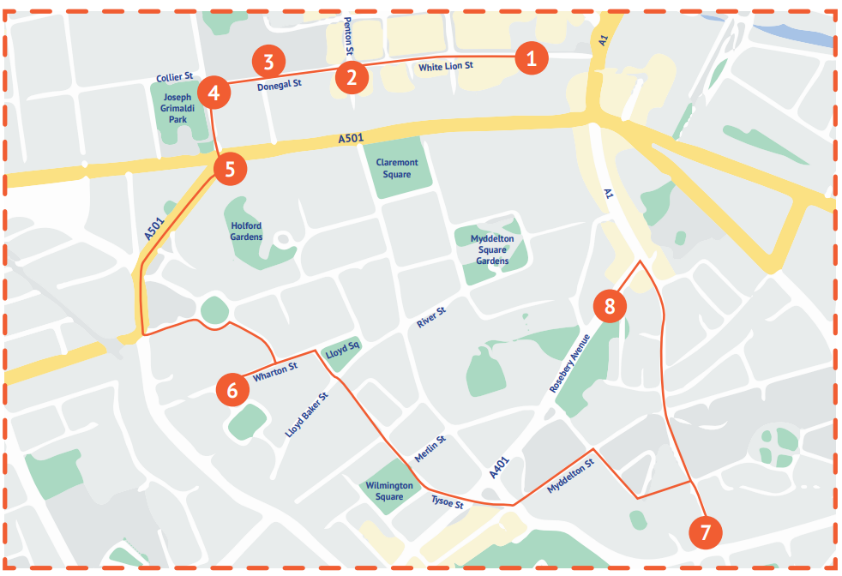 A1
Penton St
1
3
White Lion St
2
Collier St
Donegal St
4
Joseph
Grimaldi
Park
A501
Claremont
Square
5
A1
A501
Holford
Gardens
Myddelton
Square
Gardens
8
River St
Lloyd Sq
Rosebery Avenue
Wharton St
6
Lloyd Baker St
Merlin St
A401
Myddelton St
Wilmington
Square
Tysoe St
7